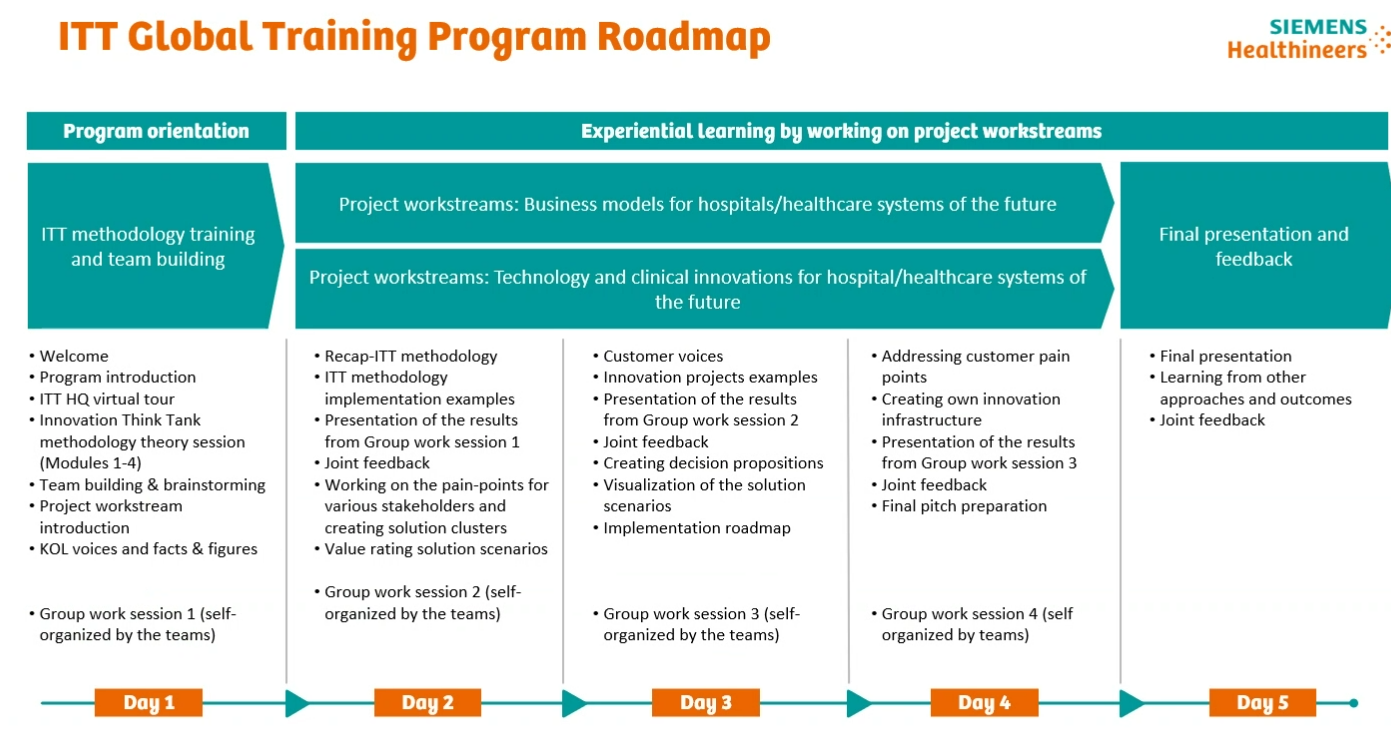 ITT Global Training Program Roadmap
SIEMENS
Healthineers
Program orientation
Experiential learning by working on project workstreams
ITT methodology training
and team building
Project workstreams: Business models for hospitals/healthcare systems of the future
Project workstreams: Technology and clinical innovations for hospital/healthcare systems of
the future
Final presentation and
feedback
• Welcome
• Program introduction
• ITT HQ virtual tour
• Innovation Think Tank
methodology theory session
(Modules 1-4)
• Team building & brainstorming
• Project workstream
introduction
• KOL voices and facts & figures
• Group work session 1 (self-
organized by the teams)
• Recap-ITT methodology
• ITT methodology
implementation examples
• Presentation of the results
from Group work session 1
• Joint feedback
• Working on the pain-points for
various stakeholders and
creating solution clusters
• Value rating solution scenarios
• Group work session 2 (self-
organized by the teams)
• Customer voices
• Innovation projects examples
• Presentation of the results
from Group work session 2
• Joint feedback
• Creating decision propositions
• Visualization of the solution
scenarios
• Implementation roadmap
• Group work session 3 (self-
organized by the teams)
• Addressing customer pain
points
• Creating own innovation
infrastructure
• Presentation of the results
from Group work session 3
• Joint feedback
• Final pitch preparation
• Group work session 4 (self
organized by teams)
• Final presentation
• Learning from other
approaches and outcomes
• Joint feedback
Day 1
Day 2
Day 3
Day 4
Day 5